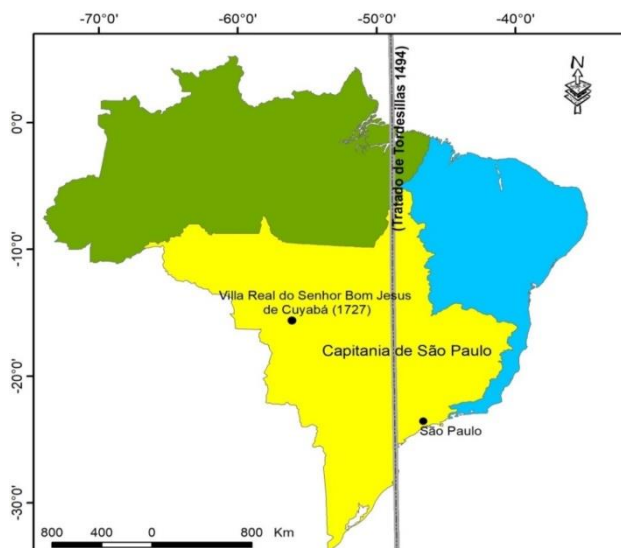 -70°0' -60°0' -50°0' -40°0'
N
0°0'
-10°0'
-20°0'
-30°0'
(Tratado de Tordesillas 1494)
Villa Real do Senhor Bom Jesus
de Cuyabá (1727)
Capitania de São Paulo
São Paulo
800 400 0 800 Km